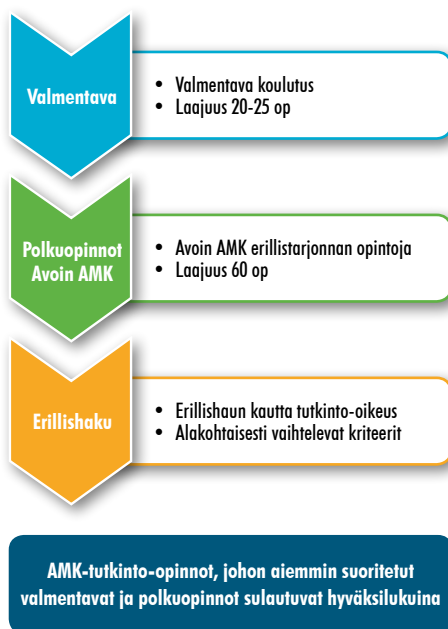 Valmentava
• Valmentava koulutus
• Laajuus 20-25 op
Polkuopinnot
Avoin AMK
• Avoin AMK erillistarjonnan opintoja
• Laajuus 60 op
Erillishaku
• Erillishaun kautta tutkinto-oikeus
• Alakohtaisesti vaihtelevat kriteerit
AMK-tutkinto-opinnot, johon aiemmin suoritetut
valmentavat ja polkuopinnot sulautuvat hyväksilukuina